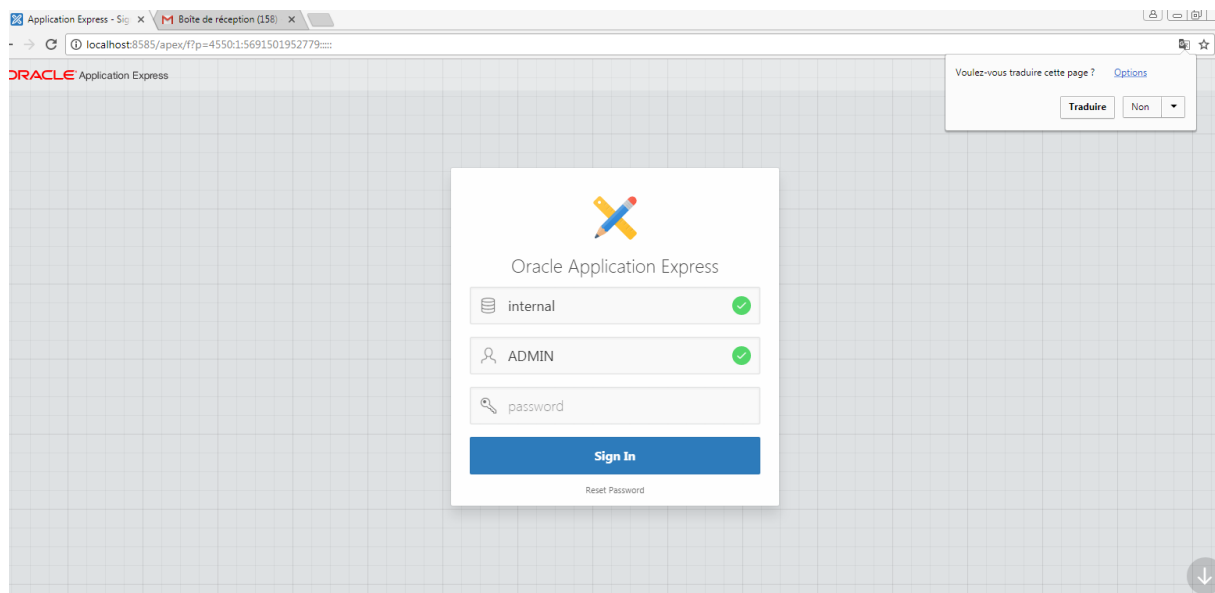 Application Express - Sig
Boîte de réception (158)
localhost:8585/apex/f?p=4550:1:5691501952779:::::
ORACLE Application Express
Voulez-vous traduire cette page ?
Options
Traduire
Non
Oracle Application Express
internal
ADMIN
password
Sign In
Reset Password